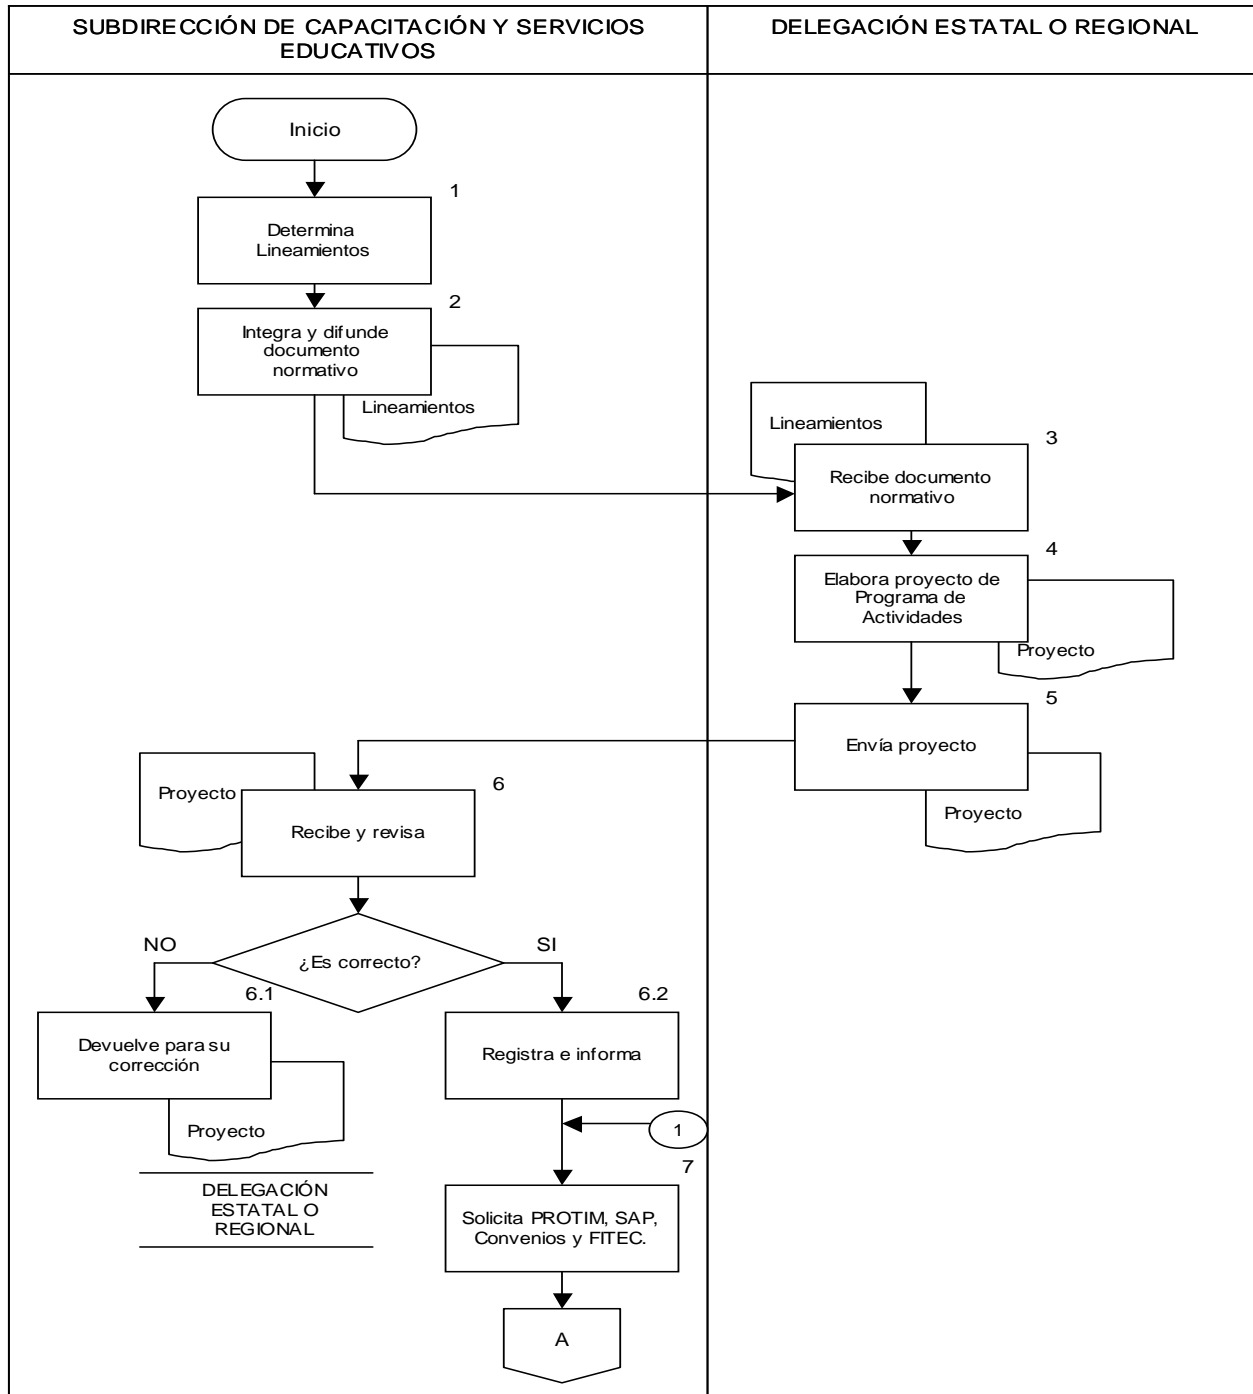 SUBDIRECCIÓN DE CAPACITACIÓN Y SERVICIOS
EDUCATIVOS
DELEGACIÓN ESTATAL O REGIONAL
Inicio
1
Determina
Lineamientos
2
Integra y difunde
documento
normativo
Lineamientos
Lineamientos
3
Recibe documento
normativo
4
Elabora proyecto de
Programa de
Actividades
Proyecto
5
Envía proyecto
Proyecto
6
Proyecto
Recibe y revisa
¿Es correcto?
NO
SI
6.1
Devuelve para su
corrección
Proyecto
DELEGACIÓN
ESTATAL O
REGIONAL
6.2
Registra e informa
1
7
Solicita PROTIM, SAP,
Convenios y FITEC.
A